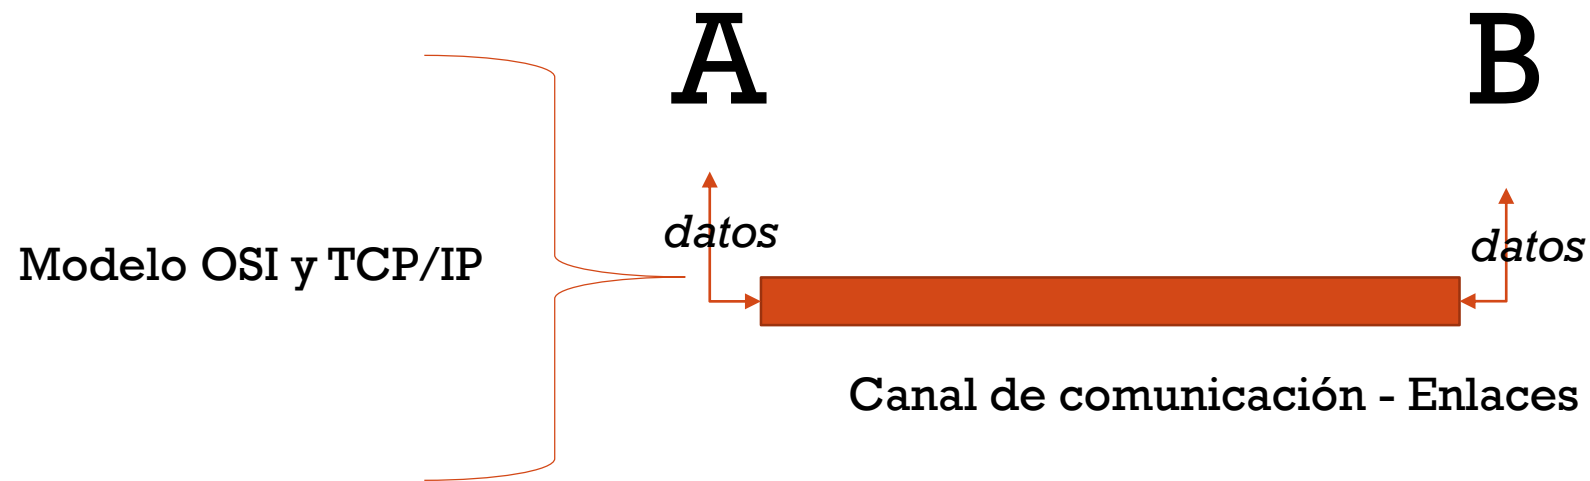 A
B
datos
datos
Modelo OSI y TCP/IP
Canal de comunicación - Enlaces